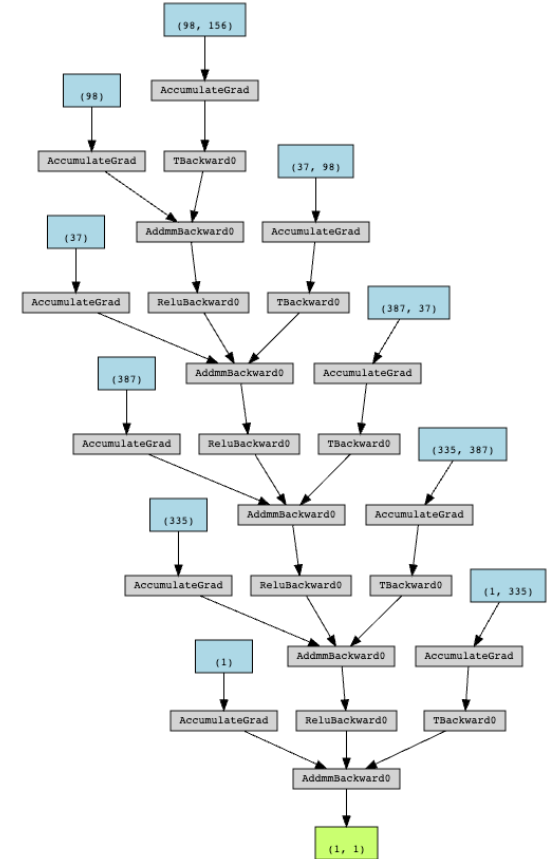 (98, 156)
AccumulateGrad
(98)
AccumulateGrad
TBackward0
(37, 98)
AddmmBackward0
AccumulateGrad
(37)
AccumulateGrad
ReluBackward0
TBackward0
(387, 37)
AddmmBackward0
AccumulateGrad
(387)
AccumulateGrad
ReluBackward0
TBackward0
(335, 387)
AddmmBackward0
AccumulateGrad
(335)
AccumulateGrad
ReluBackward0
TBackward0
(1, 335)
AddmmBackward0
AccumulateGrad
(1)
AccumulateGrad
ReluBackward0
TBackward0
AddmmBackward0
(1, 1)